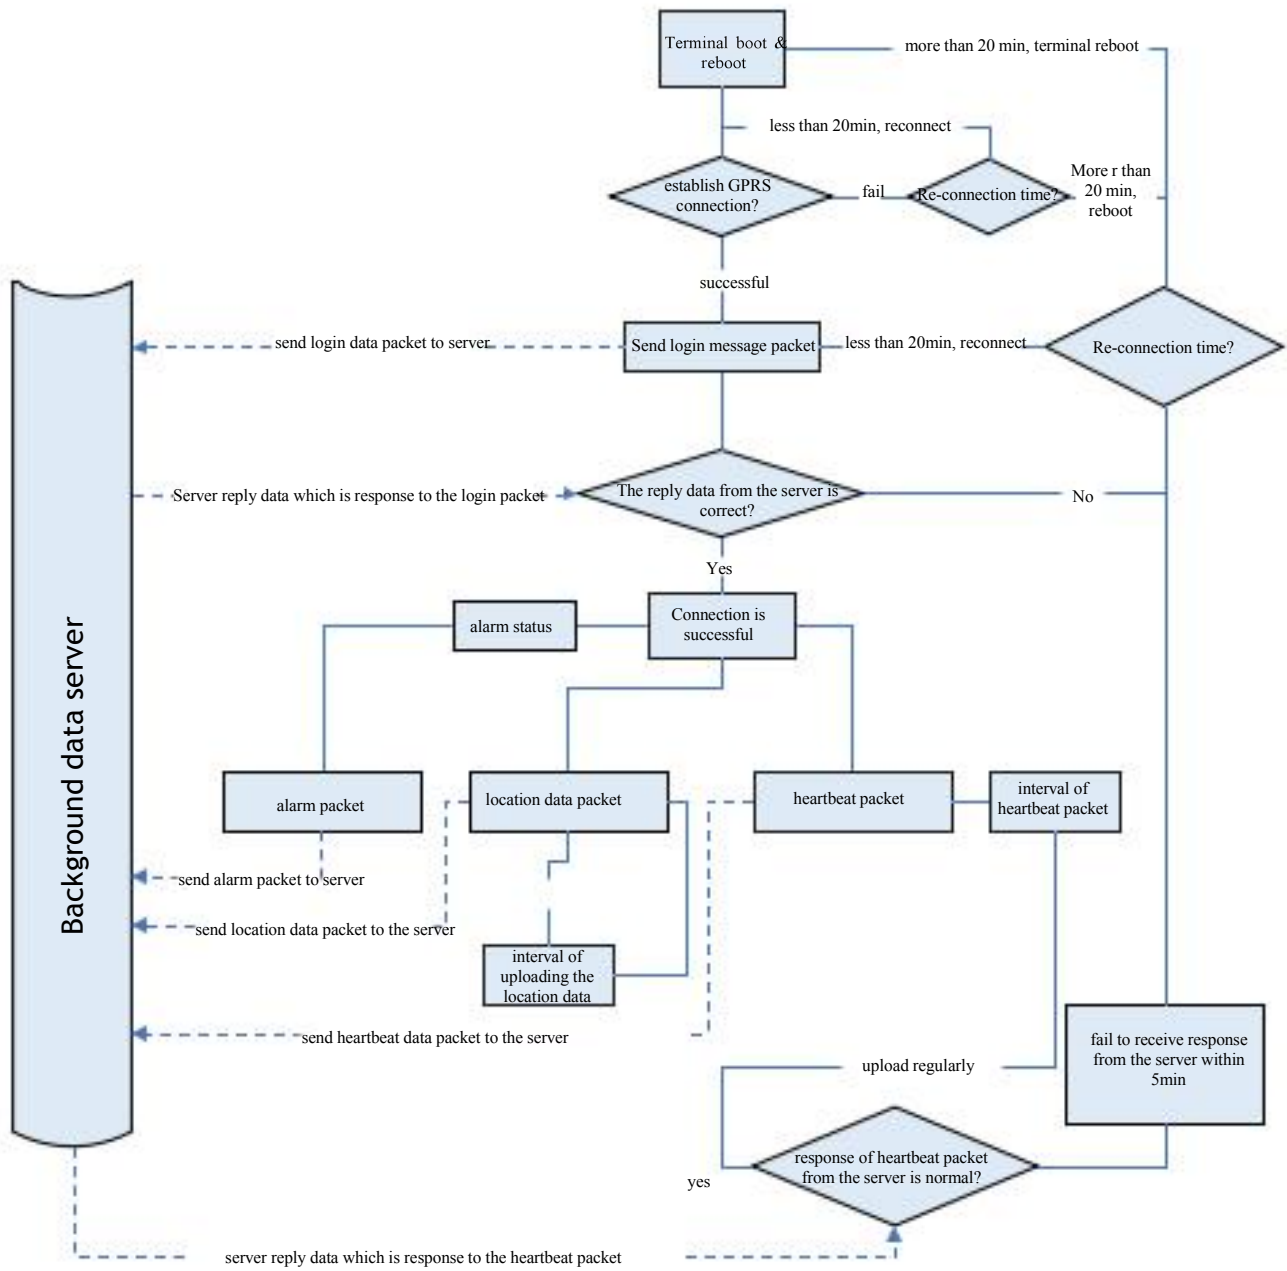 Terminal boot &
reboot
more than 20 min, terminal reboot
less than 20min, reconnect
establish GPRS
connection?
fail
Re-connection time?
More r than
20 min,
reboot
successful
send login data packet to server
Send login message packet
less than 20min, reconnect
Re-connection time?
Server reply data which is response to the login packet
The reply data from the server is
correct?
No
Yes
alarm status
Connection is
successful
Background data server
alarm packet
location data packet
heartbeat packet
interval of
heartbeat packet
send alarm packet to server
send location data packet to the server
interval of
uploading the
location data
send heartbeat data packet to the server
upload regularly
fail to receive response
from the server within
5min
response of heartbeat packet
from the server is normal?
yes
server reply data which is response to the heartbeat packet